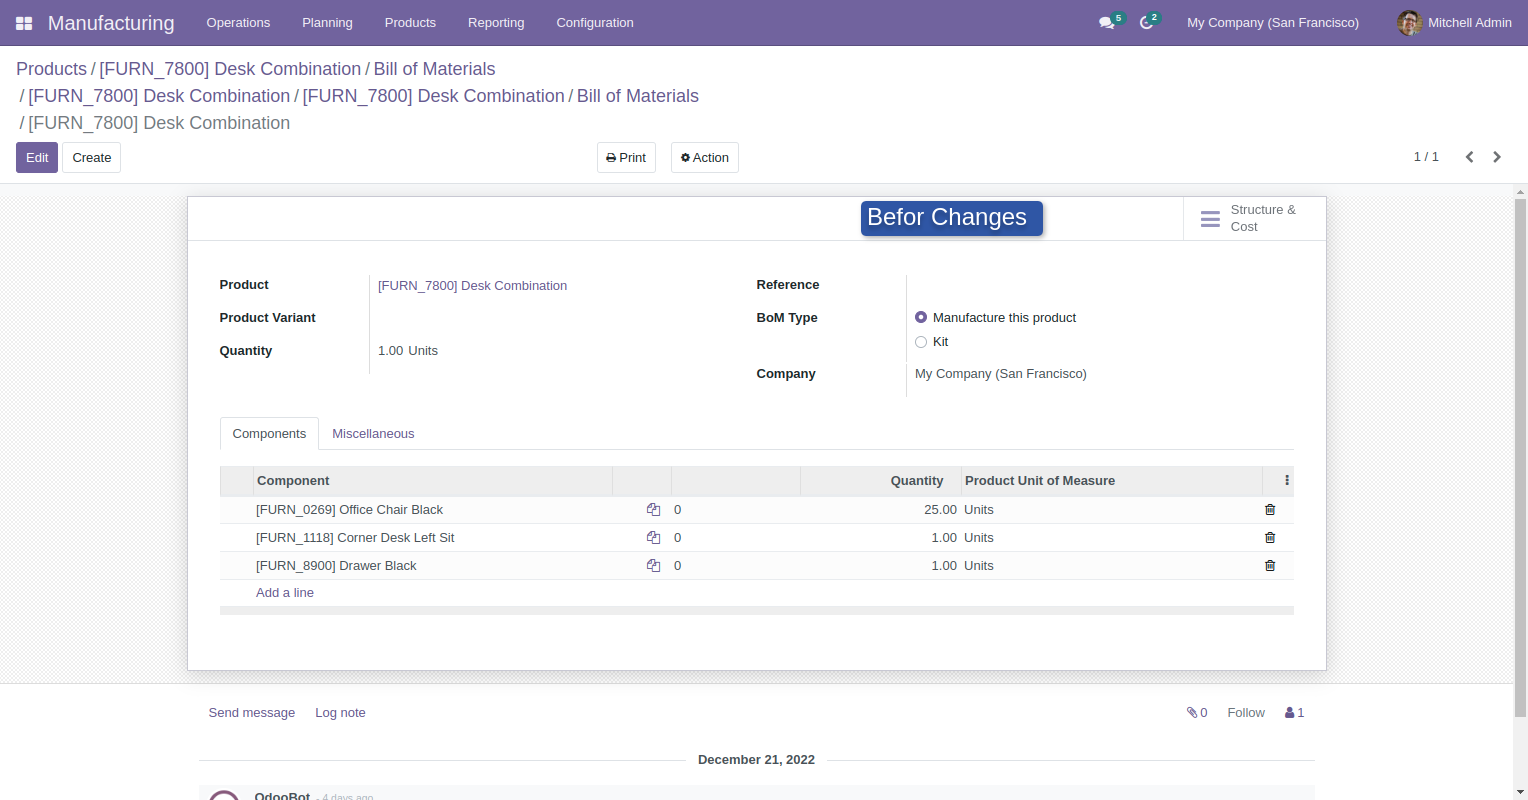 Manufacturing Operations Planning Products Reporting Configuration 5 2 My Company (San Francisco) Mitchell Admin
Products / [FURN_7800] Desk Combination / Bill of Materials
/ [FURN_7800] Desk Combination / [FURN_7800] Desk Combination / Bill of Materials
/ [FURN_7800] Desk Combination
Edit Create Print Action 1 / 1
Befor Changes
Structure &
Cost
Product [FURN_7800] Desk Combination
Product Variant
Quantity 1.00 Units
Reference
BoM Type Manufacture this product
Kit
Company My Company (San Francisco)
Components Miscellaneous
Component Quantity Product Unit of Measure
[FURN_0269] Office Chair Black 0 25.00 Units
[FURN_1118] Corner Desk Left Sit 0 1.00 Units
[FURN_8900] Drawer Black 0 1.00 Units
Add a line
Send message Log note 0 Follow 1
December 21, 2022
OdooBot - 4 days ago